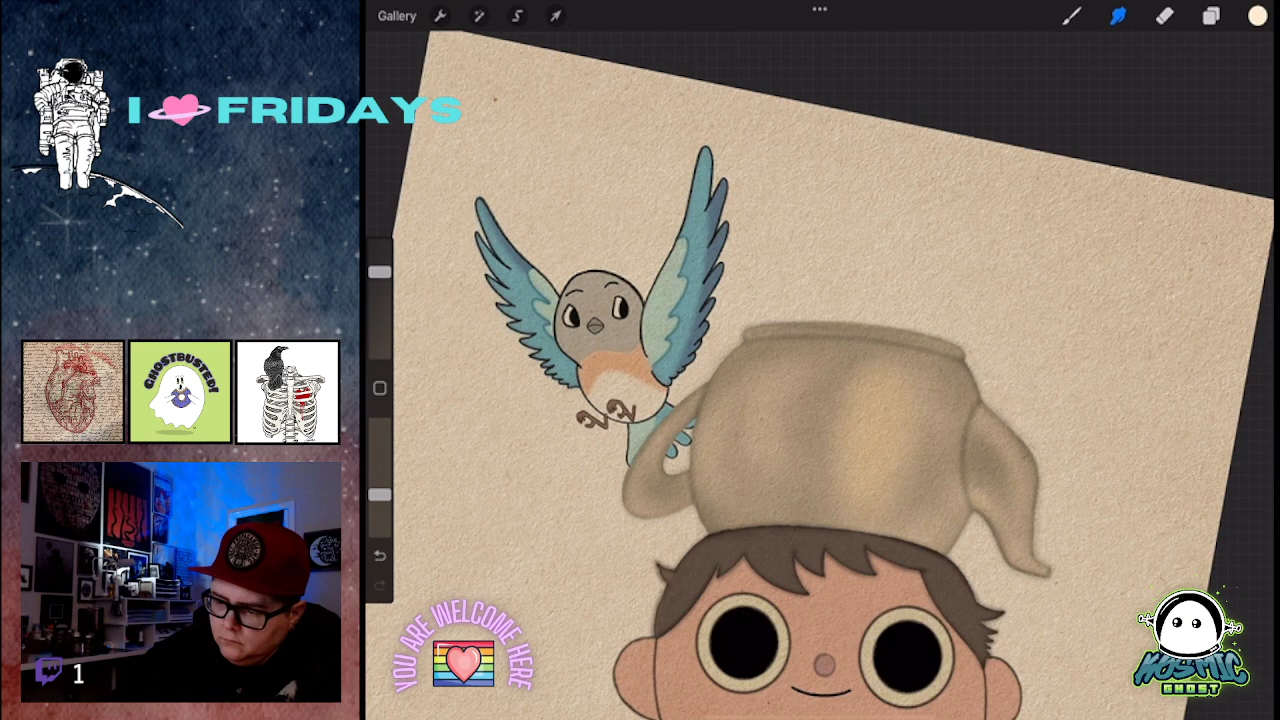 Gallery
I FRIDAYS
GHOSTBUSTED!
YOU ARE WELCOME HERE
1
KOSMIC
GHOST